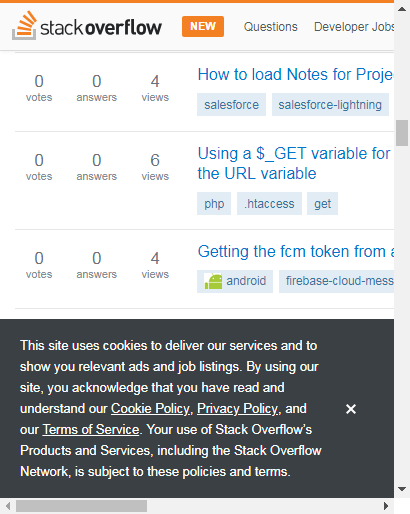 stackoverflow NEW Questions Developer Jobs
0 0 4 How to load Notes for Proje
votes answers views
salesforce salesforce-lightning
0 0 6 Using a $_GET variable for
votes answers views the URL variable
php .htaccess get
0 0 4 Getting the fcm token from a
votes answers views
android firebase-cloud-mess
This site uses cookies to deliver our services and to
show you relevant ads and job listings. By using our
site, you acknowledge that you have read and
understand our Cookie Policy, Privacy Policy, and
our Terms of Service. Your use of Stack Overflow's
Products and Services, including the Stack Overflow
Network, is subject to these policies and terms.